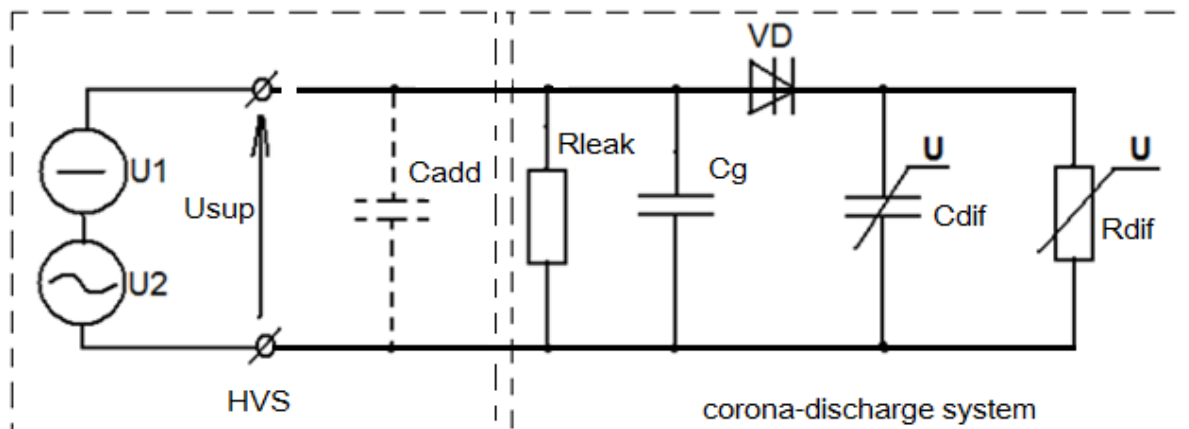 VD
U1
Usup
Cadd
Rleak
Cg
U
Cdif
U
Rdif
U2
HVS
corona-discharge system